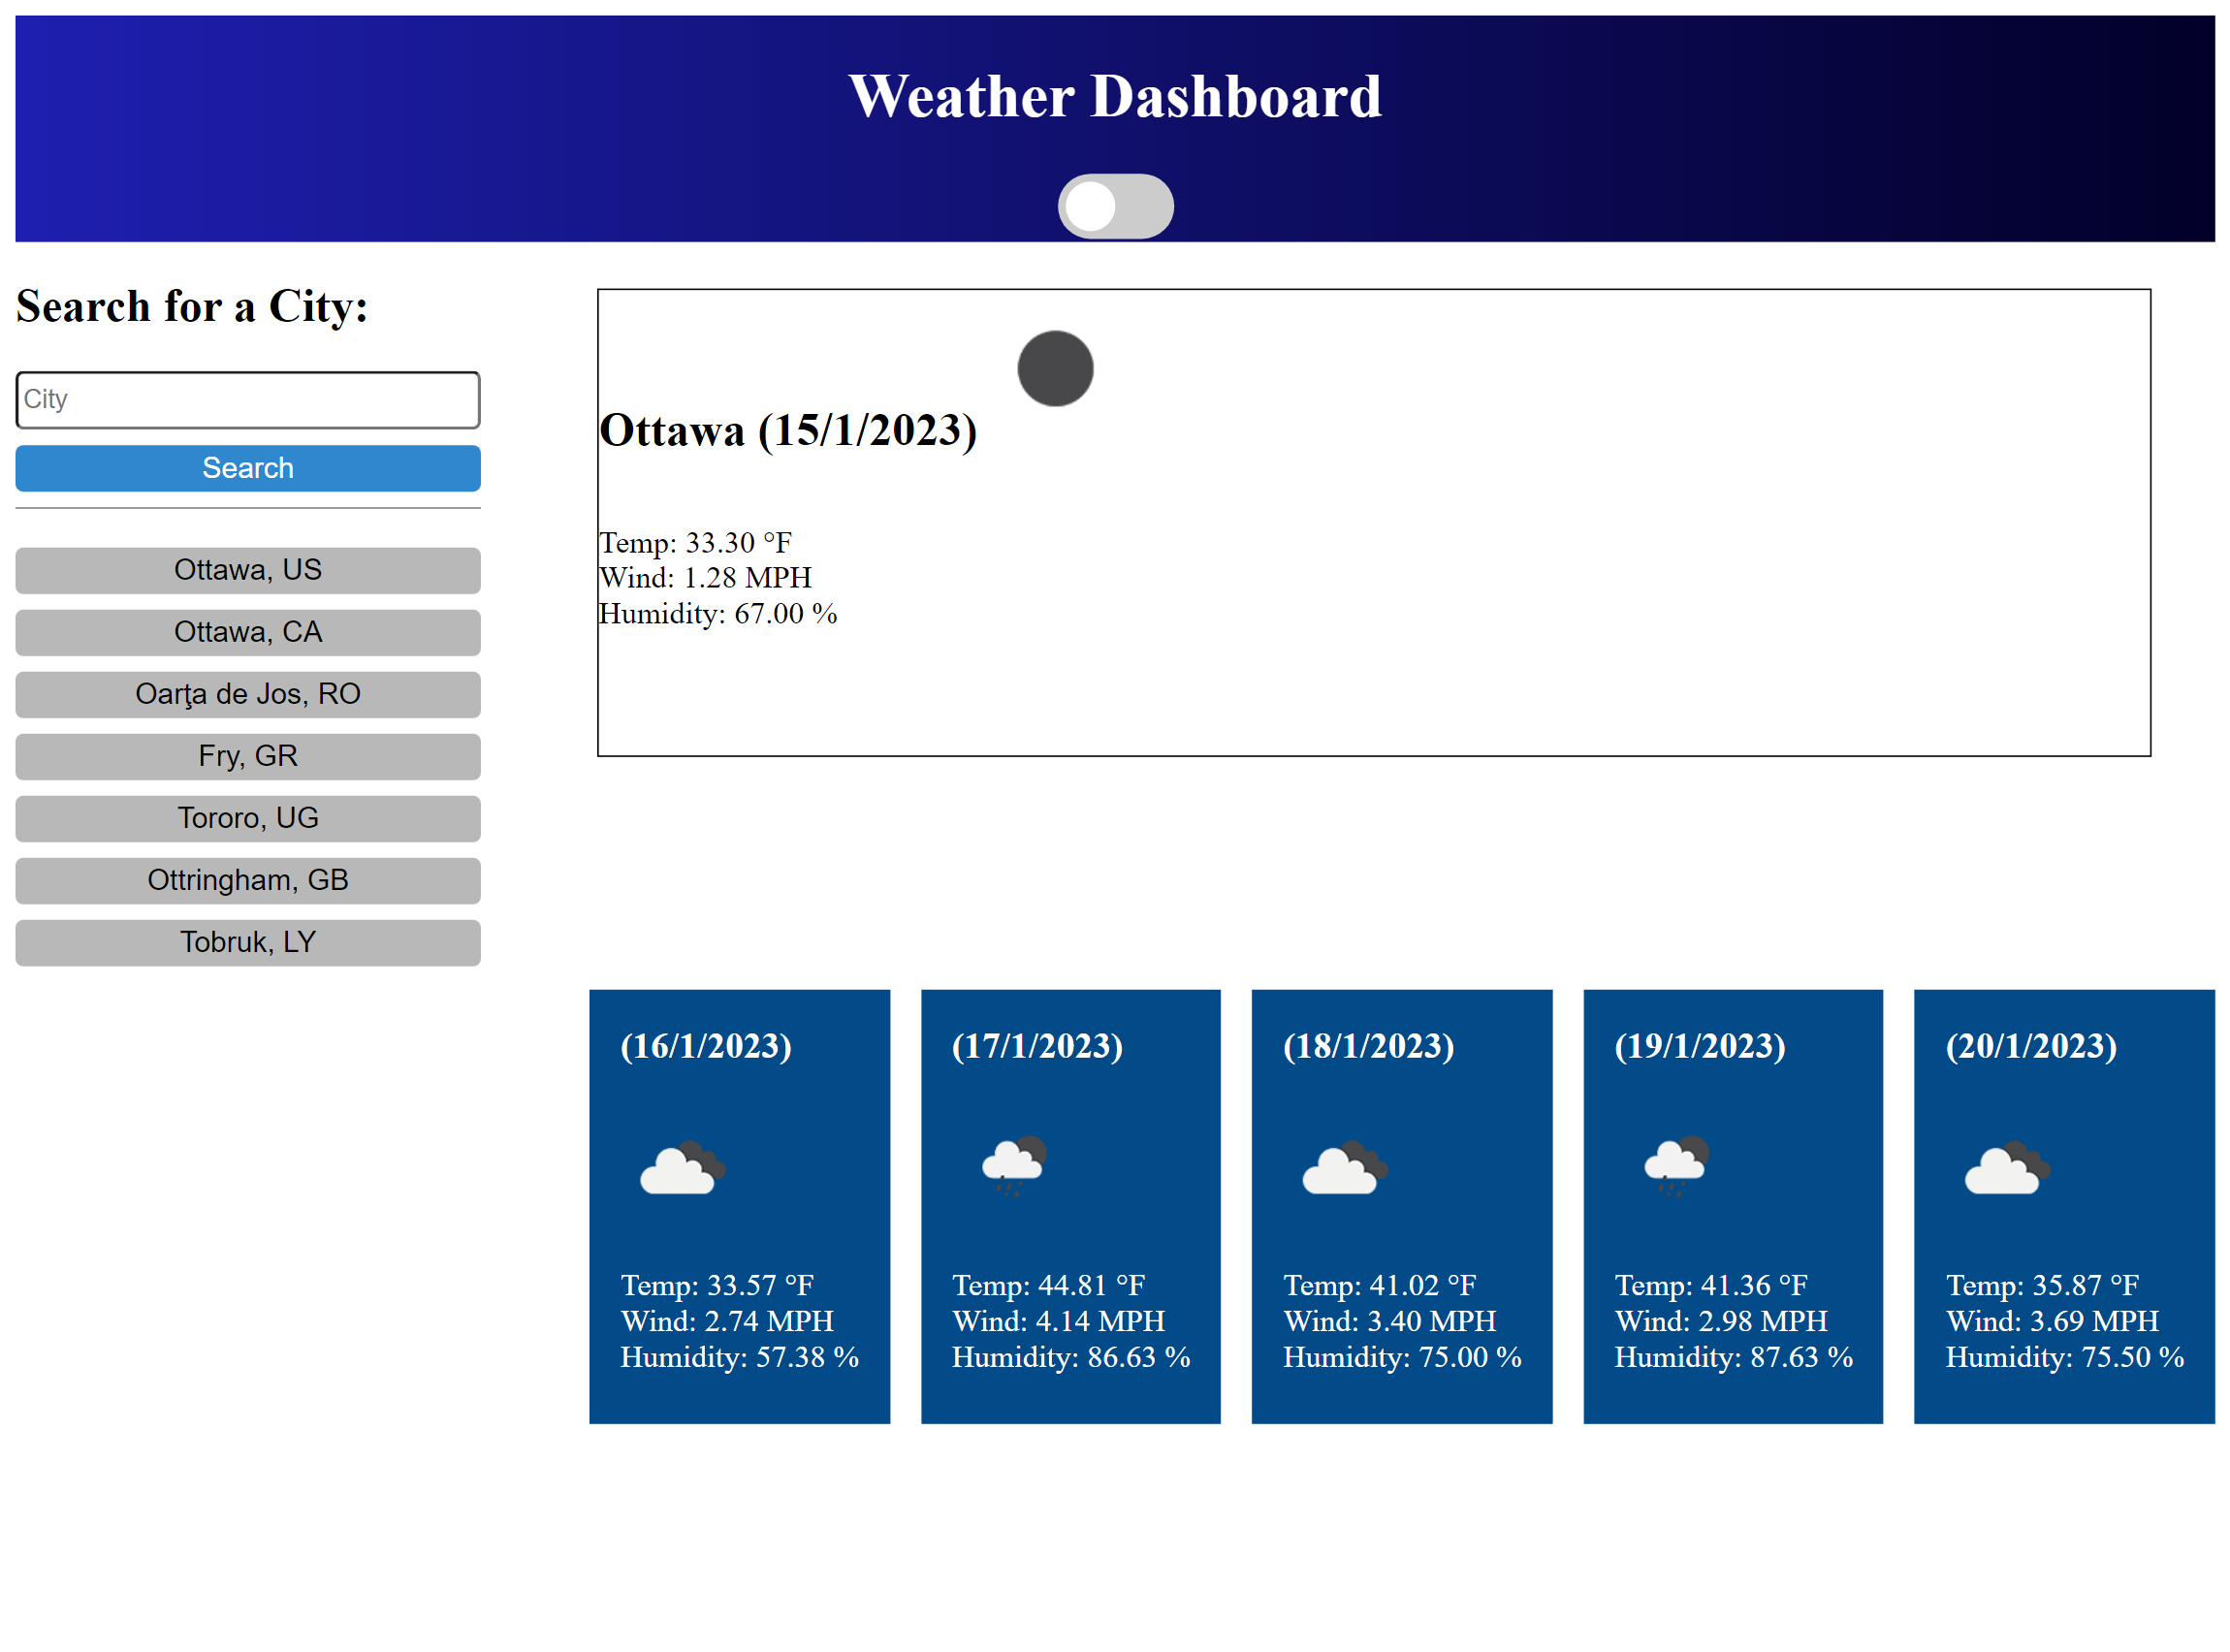 Weather Dashboard
Search for a City:
City
Search
Ottawa, US
Ottawa, CA
Oarţa de Jos, RO
Fry, GR
Tororo, UG
Ottringham, GB
Tobruk, LY
Ottawa (15/1/2023)
Temp: 33.30 °F
Wind: 1.28 MPH
Humidity: 67.00 %
(16/1/2023)
Temp: 33.57 °F
Wind: 2.74 MPH
Humidity: 57.38 %
(17/1/2023)
Temp: 44.81 °F
Wind: 4.14 MPH
Humidity: 86.63 %
(18/1/2023)
Temp: 41.02 °F
Wind: 3.40 MPH
Humidity: 75.00 %
(19/1/2023)
Temp: 41.36 °F
Wind: 2.98 MPH
Humidity: 87.63 %
(20/1/2023)
Temp: 35.87 °F
Wind: 3.69 MPH
Humidity: 75.50 %